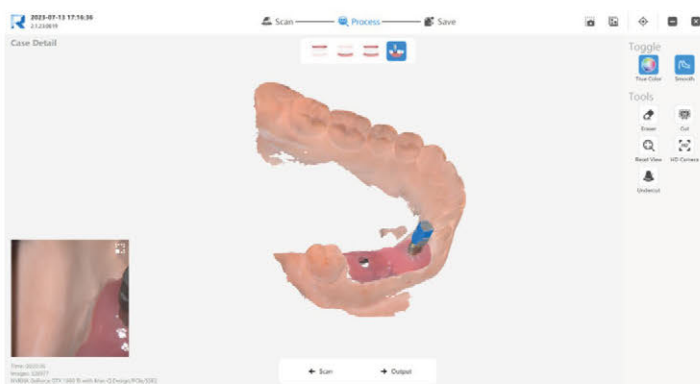 2023-07-13 17:16:36
Scan Process Save
Case Detail
Toggle
True Color Smooth
Tools
Eraser Cut
Read View HD Camera
Undercut
Scan Output